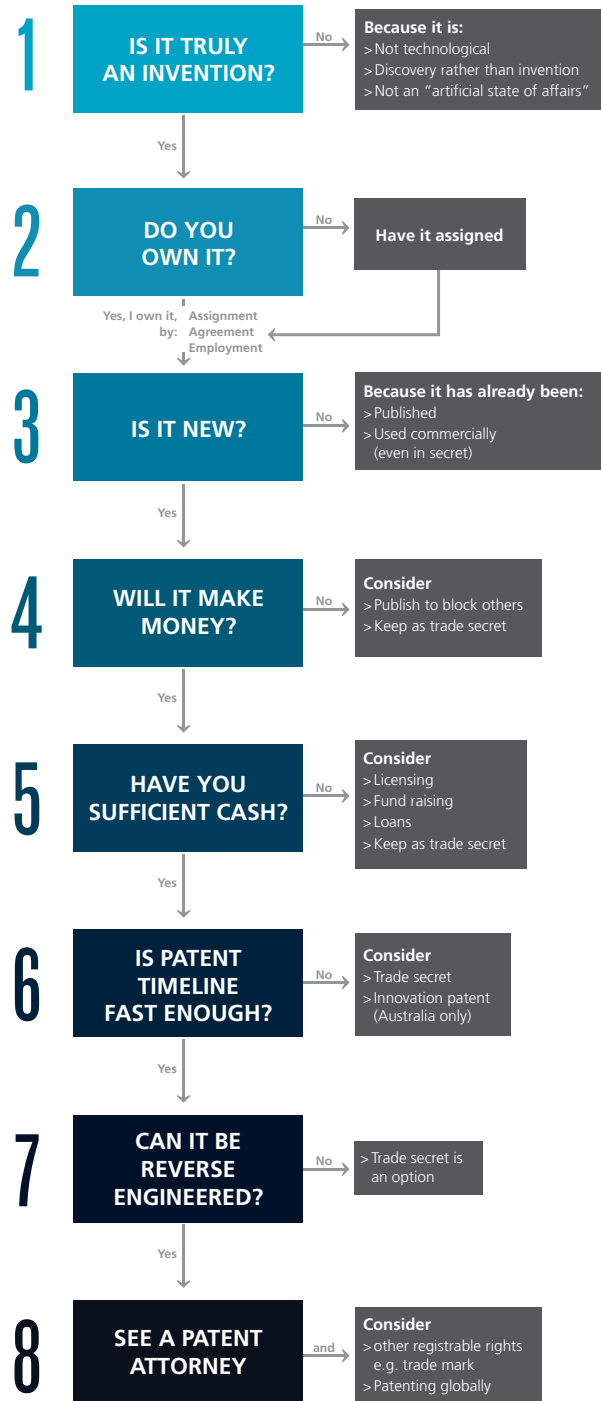 1
IS IT TRULY
AN INVENTION?
No
Because it is:
>Not technological
>Discovery rather than invention
>Not an “artificial state of affairs”
Yes
2
DO YOU
OWN IT?
No
Have it assigned
Yes, I own it,
by:
Assignment
Agreement
Employment
3
IS IT NEW?
No
Because it has already been:
>Published
>Used commercially
(even in secret)
Yes
4
WILL IT MAKE
MONEY?
No
Consider
>Publish to block others
>Keep as trade secret
Yes
5
HAVE YOU
SUFFICIENT CASH?
No
Consider
>Licensing
>Fund raising
>Loans
>Keep as trade secret
Yes
6
IS PATENT
TIMELINE
FAST ENOUGH?
No
Consider
>Trade secret
>Innovation patent
(Australia only)
Yes
7
CAN IT BE
REVERSE
ENGINEERED?
No
>Trade secret is
an option
Yes
8
SEE A PATENT
ATTORNEY
and
Consider
>other registrable rights
e.g. trade mark
>Patenting globally